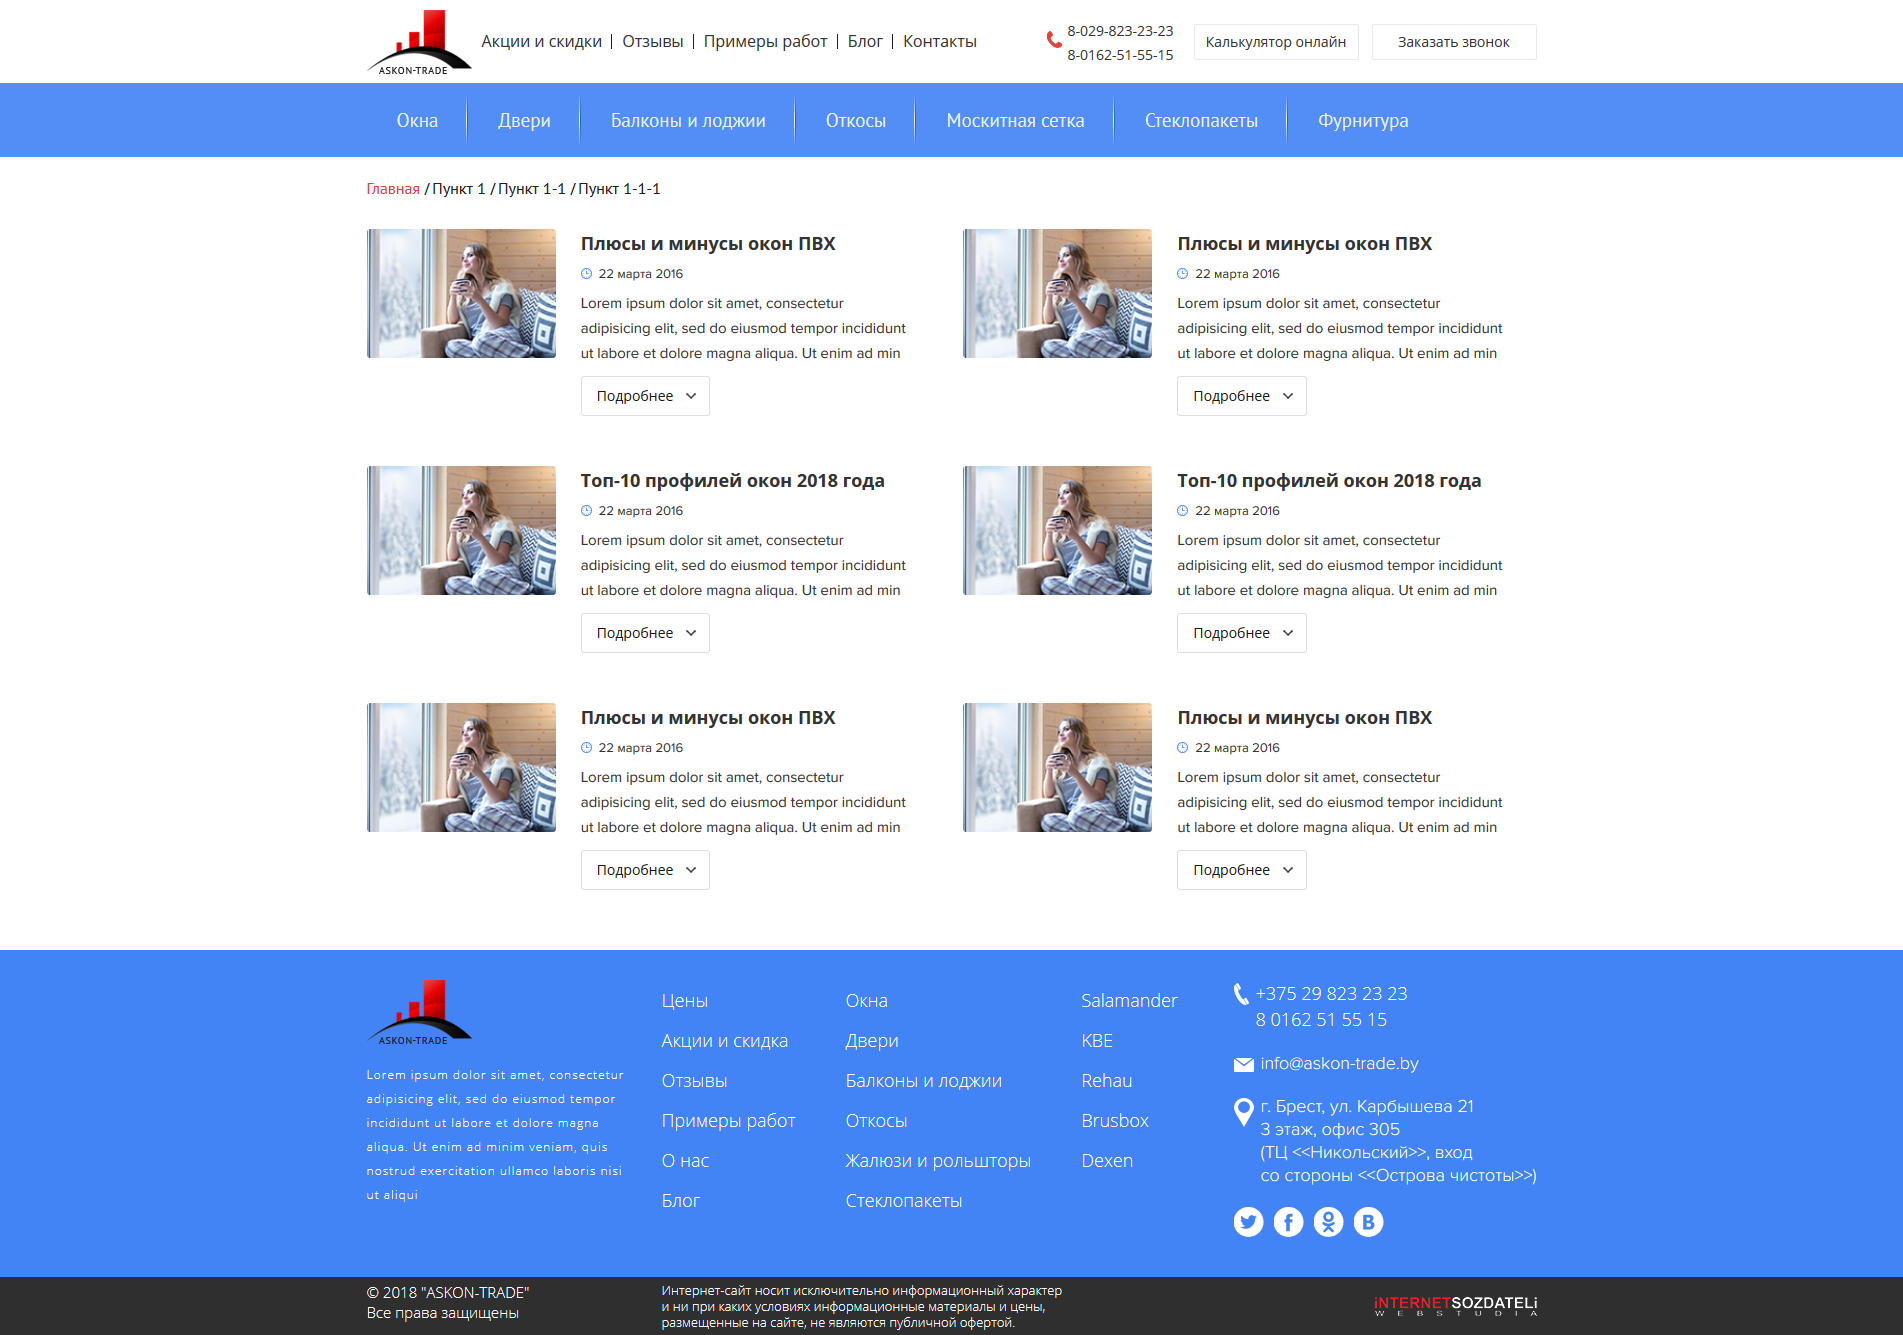 ASKON-TRADE
Акции и скидки | Отзывы | Примеры работ | Блог | Контакты
8-029-823-23-23
8-0162-51-55-15
Калькулятор онлайн
Заказать звонок
Окна
Двери
Балконы и лоджии
Откосы
Москитная сетка
Стеклопакеты
Фурнитура
Главная / Пункт 1 / Пункт 1-1 / Пункт 1-1-1
Плюсы и минусы окон ПВХ
22 марта 2016
Lorem ipsum dolor sit amet, consectetur
adipisicing elit, sed do eiusmod tempor incididunt
ut labore et dolore magna aliqua. Ut enim ad min
Подробнее
Плюсы и минусы окон ПВХ
22 марта 2016
Lorem ipsum dolor sit amet, consectetur
adipisicing elit, sed do eiusmod tempor incididunt
ut labore et dolore magna aliqua. Ut enim ad min
Подробнее
Топ-10 профилей окон 2018 года
22 марта 2016
Lorem ipsum dolor sit amet, consectetur
adipisicing elit, sed do eiusmod tempor incididunt
ut labore et dolore magna aliqua. Ut enim ad min
Подробнее
Топ-10 профилей окон 2018 года
22 марта 2016
Lorem ipsum dolor sit amet, consectetur
adipisicing elit, sed do eiusmod tempor incididunt
ut labore et dolore magna aliqua. Ut enim ad min
Подробнее
Плюсы и минусы окон ПВХ
22 марта 2016
Lorem ipsum dolor sit amet, consectetur
adipisicing elit, sed do eiusmod tempor incididunt
ut labore et dolore magna aliqua. Ut enim ad min
Подробнее
Плюсы и минусы окон ПВХ
22 марта 2016
Lorem ipsum dolor sit amet, consectetur
adipisicing elit, sed do eiusmod tempor incididunt
ut labore et dolore magna aliqua. Ut enim ad min
Подробнее
ASKON-TRADE
Lorem ipsum dolor sit amet, consectetur
adipisicing elit, sed do eiusmod tempor
incididunt ut labore et dolore magna
aliqua. Ut enim ad minim veniam, quis
nostrud exercitation ullamco laboris nisi
ut aliqui
Цены
Акции и скидка
Отзывы
Примеры работ
О нас
Блог
Окна
Двери
Балконы и лоджии
Откосы
Жалюзи и рольшторы
Стеклопакеты
Salamander
KBE
Rehau
Brusbox
Dexen
+375 29 823 23 23
8 0162 51 55 15
info@askon-trade.by
г. Брест, ул. Карбышева 21
3 этаж, офис 305
(ТЦ <<Никольский>>, вход
со стороны <<Острова чистоты>>)
© 2018 "ASKON-TRADE"
Все права защищены
Интернет-сайт носит исключительно информационный характер
и ни при каких условиях информационные материалы и цены,
размещенные на сайте, не являются публичной офертой.
iNTERNETSOZDATELi
WEBSTUDIA